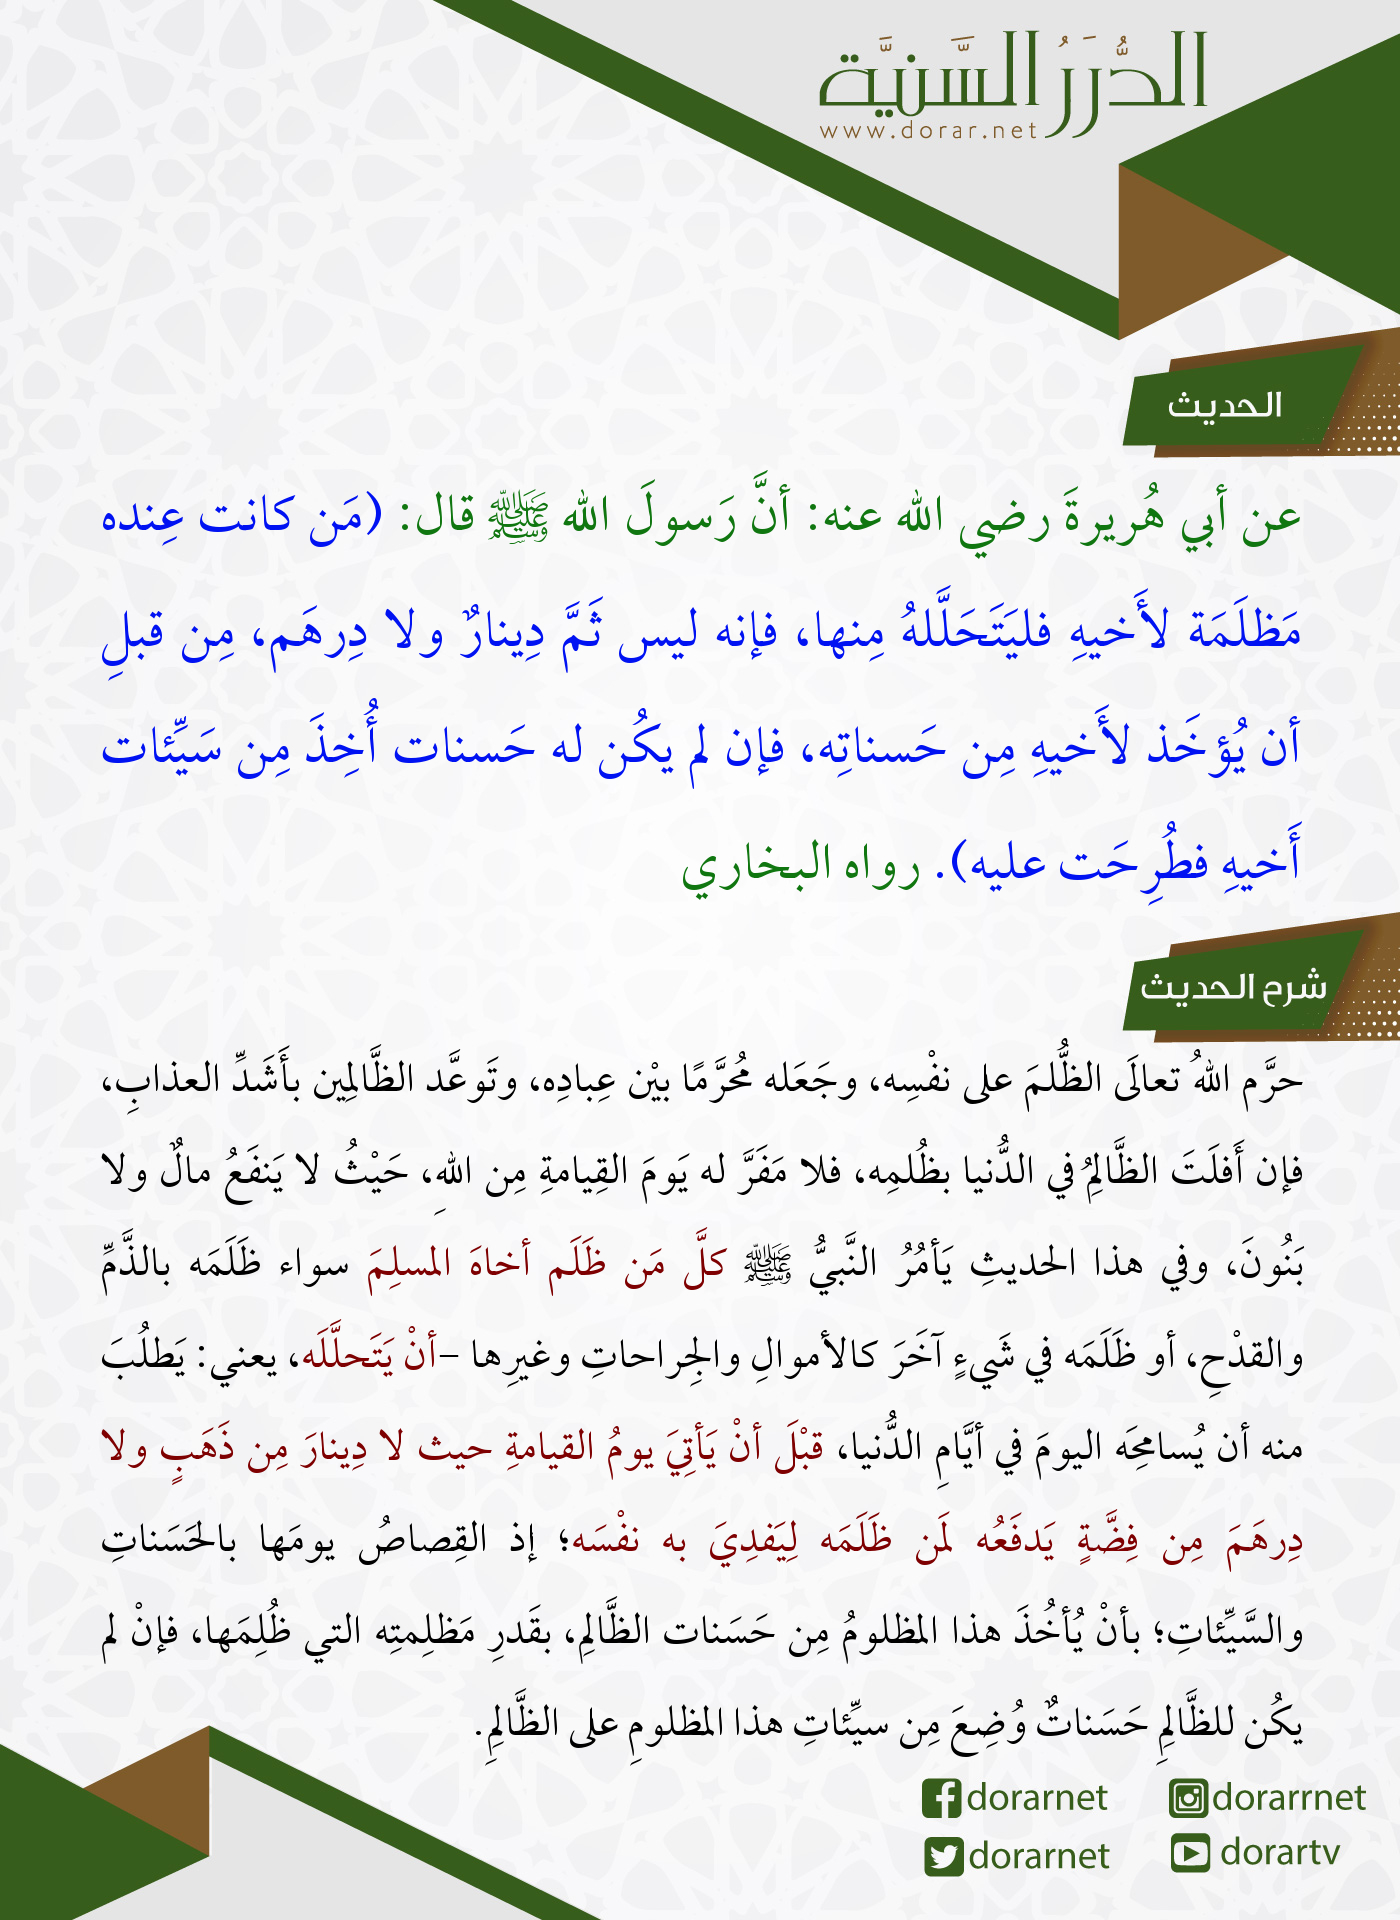 الدُّرَرُ السَّنيَّة
www.dorar.net
الحديث
عن أبي هُريرةَ رضي الله عنه: أنَّ رَسولَ الله ﷺ قال: (مَن كانت عِنده
مَظلَمَة لأَخيهِ فليَتَحَلَّلهُ مِنها، فإنه ليس ثَمَّ دِينارٌ ولا دِرهَم، مِن قبلِ
أن يُؤخَذ لأَخيهِ مِن حَسناتِه، فإن لم يكُن له حَسنات أُخِذَ مِن سَيِّئات
أَخيهِ فطُرِحَت عليه). رواه البخاري
شرح الحديث
حرَّم اللهُ تعالَى الظُّلمَ على نفْسِه، وجَعَله مُحرَّمًا بيْن عِبادِه، وتَوعَّد الظَّالِمِين بأَشَدِّ العذابِ،
فإن أَفلَتَ الظَّالِمُ في الدُّنيا بظُلمِه، فلا مَفَرَّ له يَومَ القِيامةِ مِن اللهِ، حَيْثُ لا يَنفَعُ مالٌ ولا
بَنُونَ، وفي هذا الحديثِ يَأمُرُ النَّبيُّ ﷺ كلَّ مَن ظَلَم أخاهَ المسلِمَ سواء ظَلَمَه بالذَّمِّ
والقدْحِ، أو ظَلَمَه في شَيءٍ آخَرَ كالأموالِ والجِراحاتِ وغيرِها –أنْ يَتَحلَّلَه، يعني: يَطلُبَ
منه أن يُسامِحَه اليومَ في أيَّامِ الدُّنيا، قبْلَ أنْ يَأتِيَ يومُ القيامةِ حيث لا دِينارَ مِن ذَهَبٍ ولا
دِرهَمَ مِن فِضَّةٍ يَدفَعُه لَمَن ظَلَمَه لِيَفدِيَ به نفْسَه؛ إذ القِصاصُ يومَها بالحَسَناتِ
والسَّيِّئاتِ؛ بأنْ يُأخُذَ هذا المظلومُ مِن حَسَنات الظَّالِمِ، بقَدرِ مَظلِمتِه التي ظُلِمَها، فإنْ لم
يكُن للظَّالِمِ حَسَناتٌ وُضِعَ مِن سيِّئاتِ هذا المظلومِ على الظَّالِمِ.
dorarnet dorarrnet
dorarnet dorartv